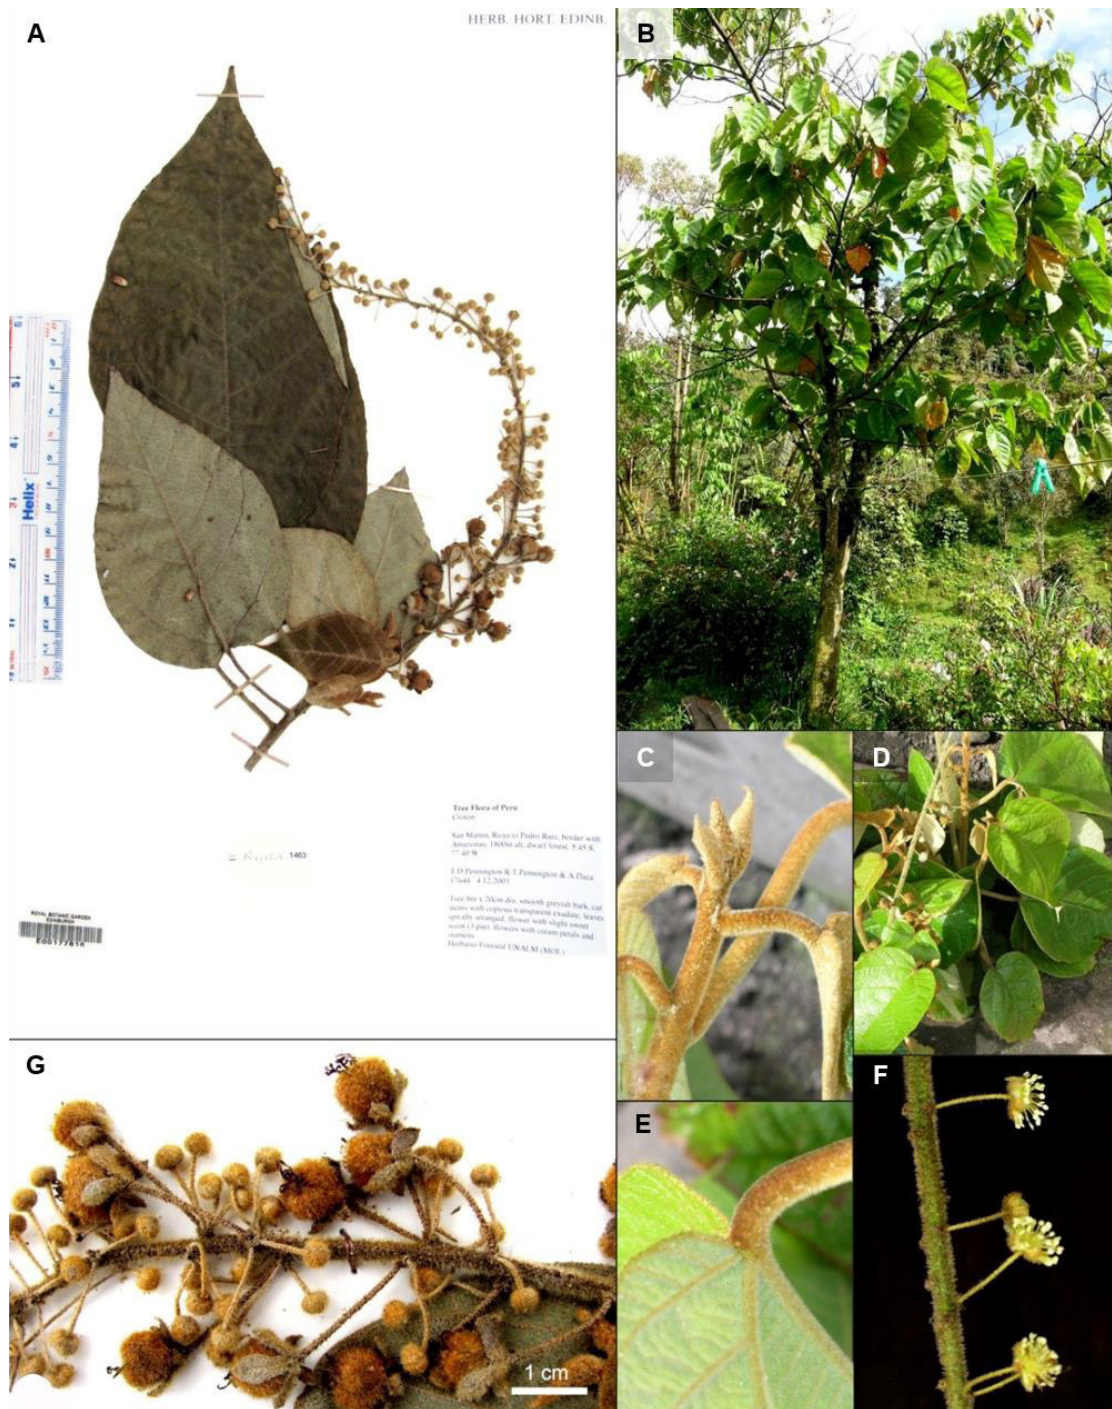 A
HERB. HORT. EDINB.
B
Helix
Tree Flora of Peru
Croton
San Martin, Rioja to Pedro Ruiz, border with
Amazonas. 1800m alt. dwarf forest. 5.45 S,
77.40 W
T D Pennington R T Pennington & A Daza
17644 4.12.2003
Tree 8m x 20cm dia, smooth greyish bark, cut
stems with copious transparent exudate, leaves
spirally arranged, flower with slight sweet
scent (3 pm), flowers with cream petals and
stamens
Herbario Forestal UNALM (MOL)
1463
ROYAL BOTANIC GARDEN
EDINBURGH
C
D
G
1 cm
E
F